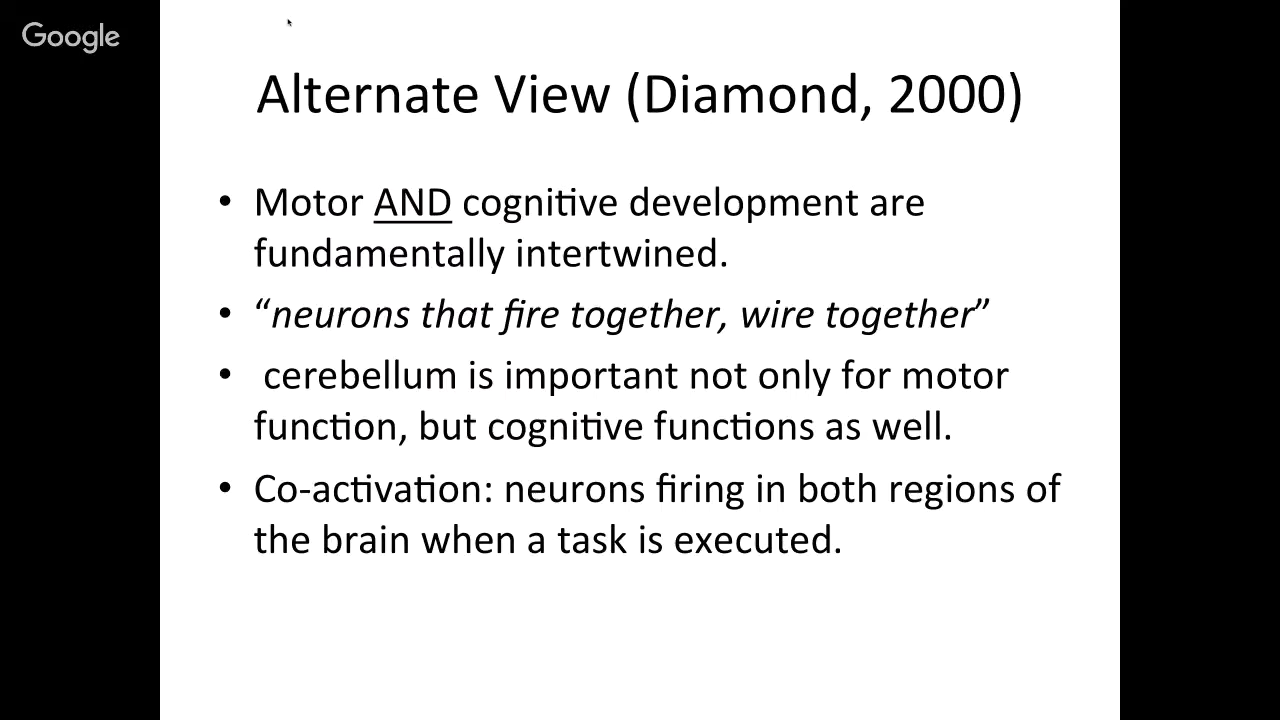 Google
Alternate View (Diamond, 2000)
• Motor AND cognitive development are
fundamentally intertwined.
• “neurons that fire together, wire together”
• cerebellum is important not only for motor
function, but cognitive functions as well.
• Co-activation: neurons firing in both regions of
the brain when a task is executed.